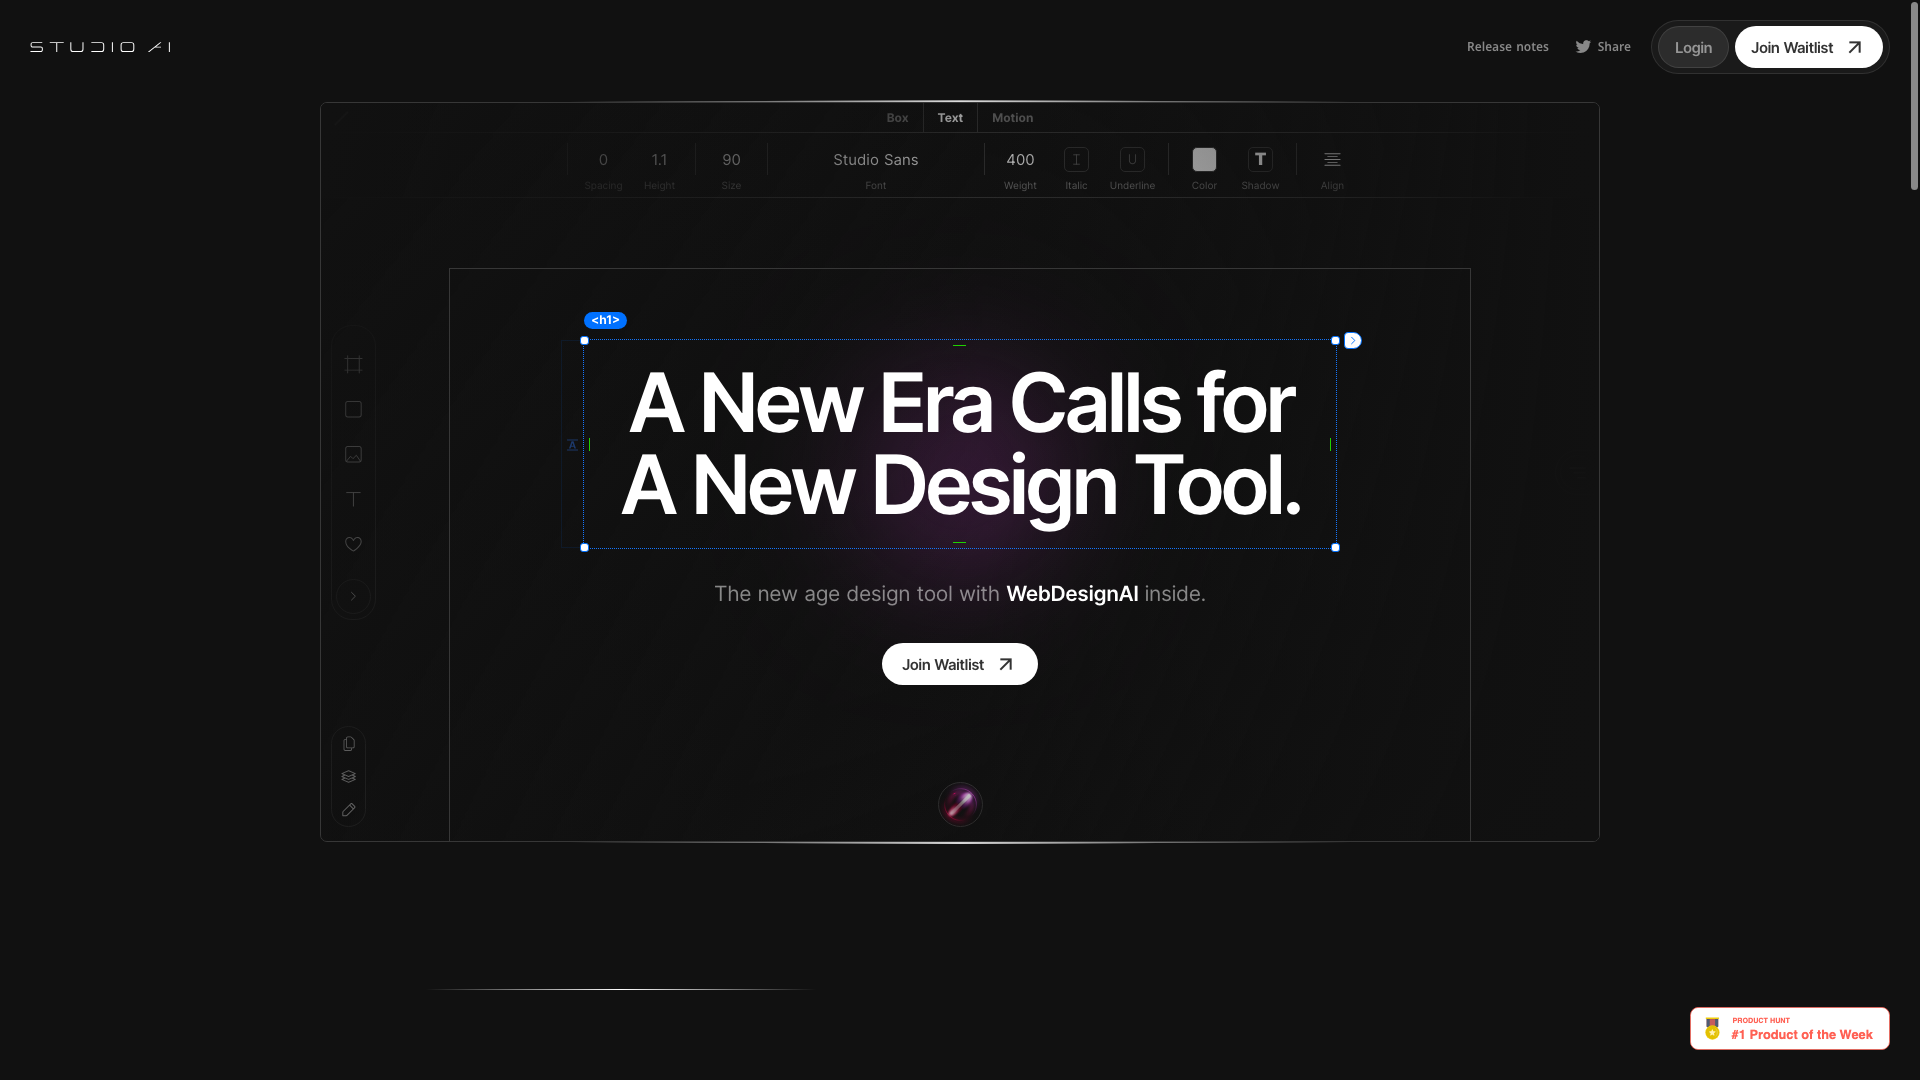 STUDIO AI
Release notes
Share
Login
Join Waitlist
Box
Text
Motion
0
1.1
90
Studio Sans
400
I
U
T
Spacing
Height
Size
Font
Weight
Italic
Underline
Color
Shadow
Align
<h1>
A New Era Calls for
A New Design Tool.
A
T
The new age design tool with WebDesignAI inside.
Join Waitlist
PRODUCT HUNT
#1 Product of the Week